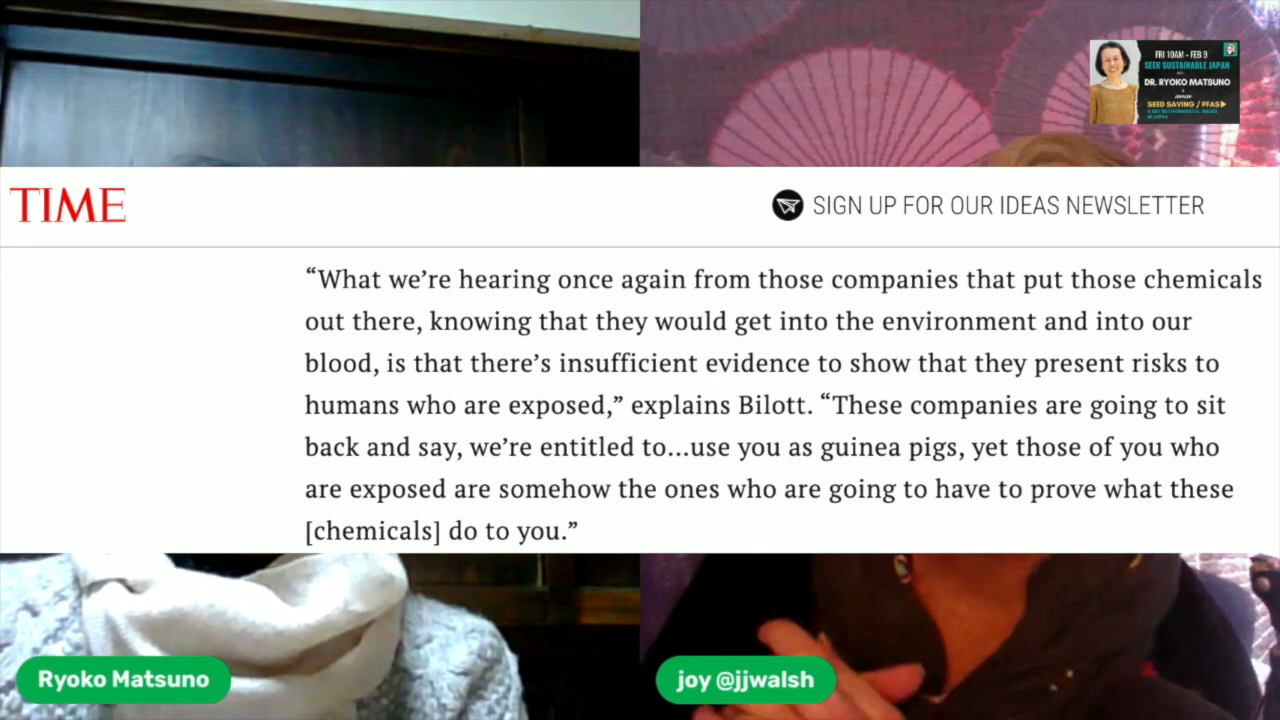 FRI 10AM - FEB 9
SEEK SUSTAINABLE JAPAN
DR. RYOKO MATSUNO
SEED SAVING / PFAS
& KEY ENVIRONMENTAL ISSUES
IN JAPAN
TIME
SIGN UP FOR OUR IDEAS NEWSLETTER
“What we’re hearing once again from those companies that put those chemicals
out there, knowing that they would get into the environment and into our
blood, is that there’s insufficient evidence to show that they present risks to
humans who are exposed,” explains Bilott. “These companies are going to sit
back and say, we’re entitled to...use you as guinea pigs, yet those of you who
are exposed are somehow the ones who are going to have to prove what these
[chemicals] do to you.”
Ryoko Matsuno
joy @jjwalsh